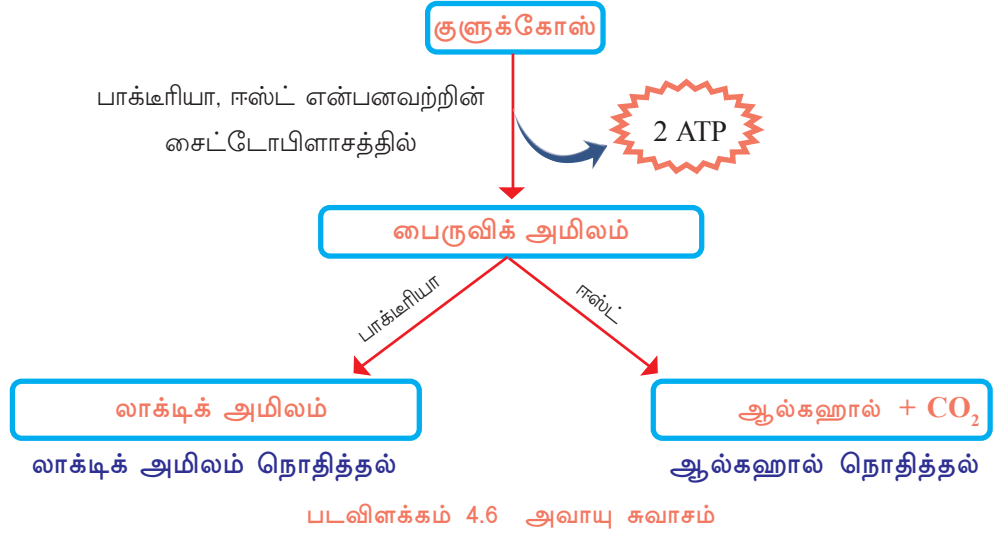 குளுக்கோஸ்
பாக்டீரியா, ஈஸ்ட் என்பனவற்றின்
சைட்டோபிளாசத்தில்
2 ATP
பைருவிக் அமிலம்
பாக்டீரியா
ஈஸ்ட்
லாக்டிக் அமிலம்
ஆல்கஹால் + CO₂
லாக்டிக் அமிலம் நொதித்தல்
ஆல்கஹால் நொதித்தல்
படவிளக்கம் 4.6 அவாயு சுவாசம்